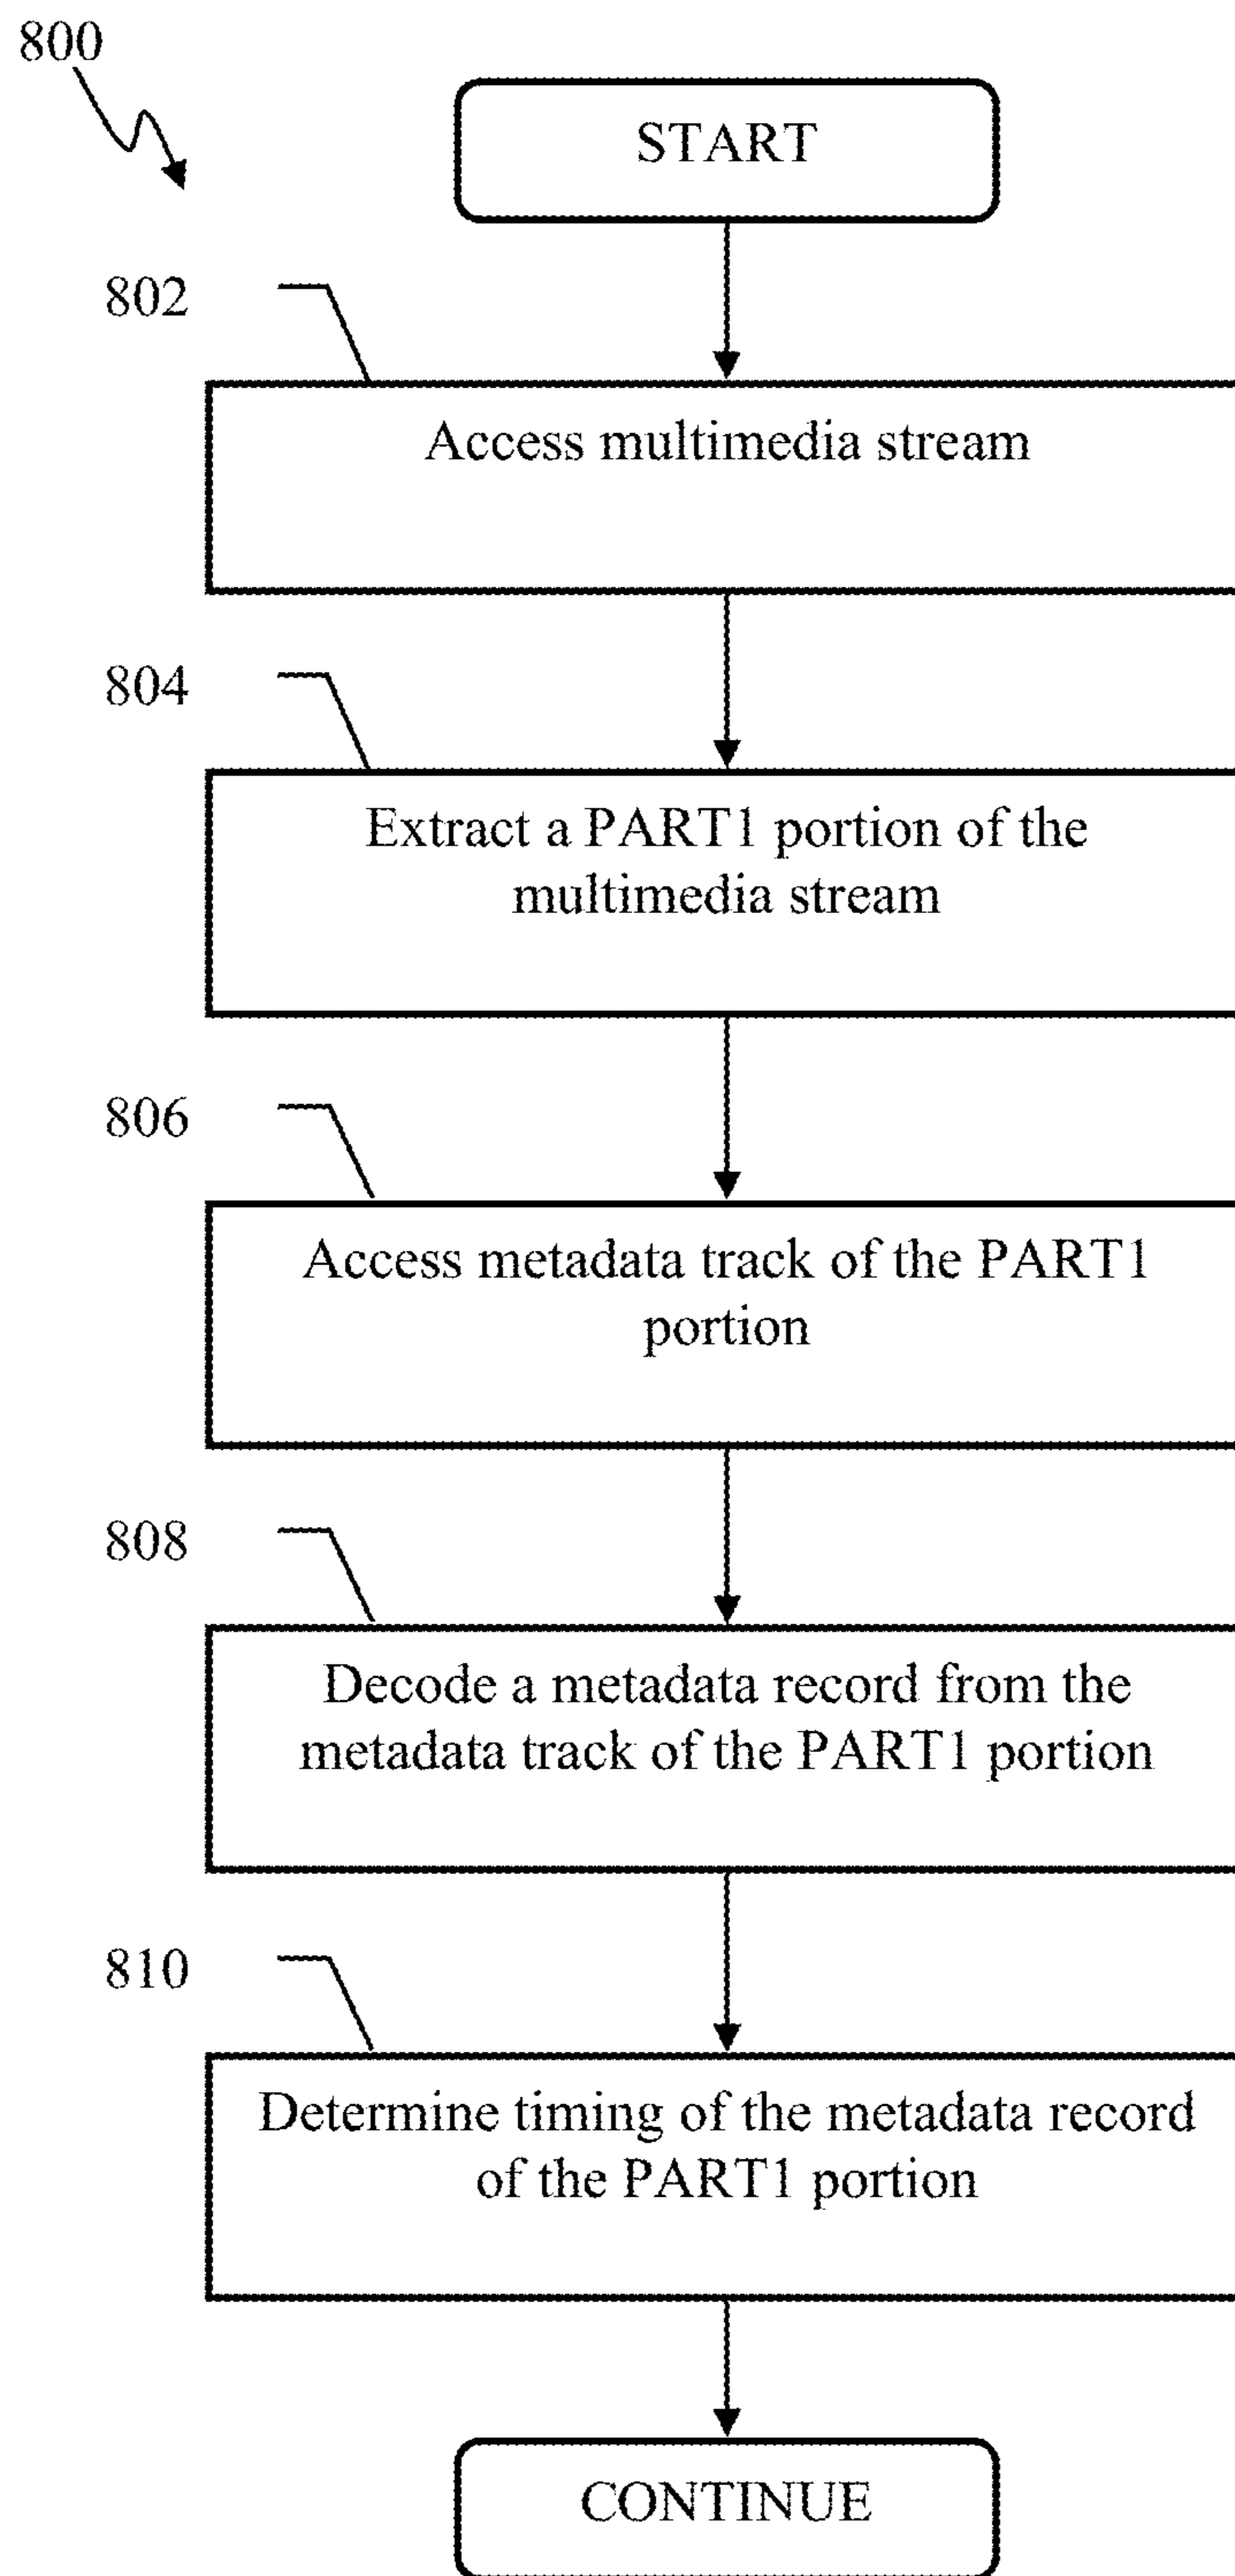 800
START
802
Access multimedia stream
804
Extract a PART1 portion of the
multimedia stream
806
Access metadata track of the PART1
portion
808
Decode a metadata record from the
metadata track of the PART1 portion
810
Determine timing of the metadata record
of the PART1 portion
CONTINUE